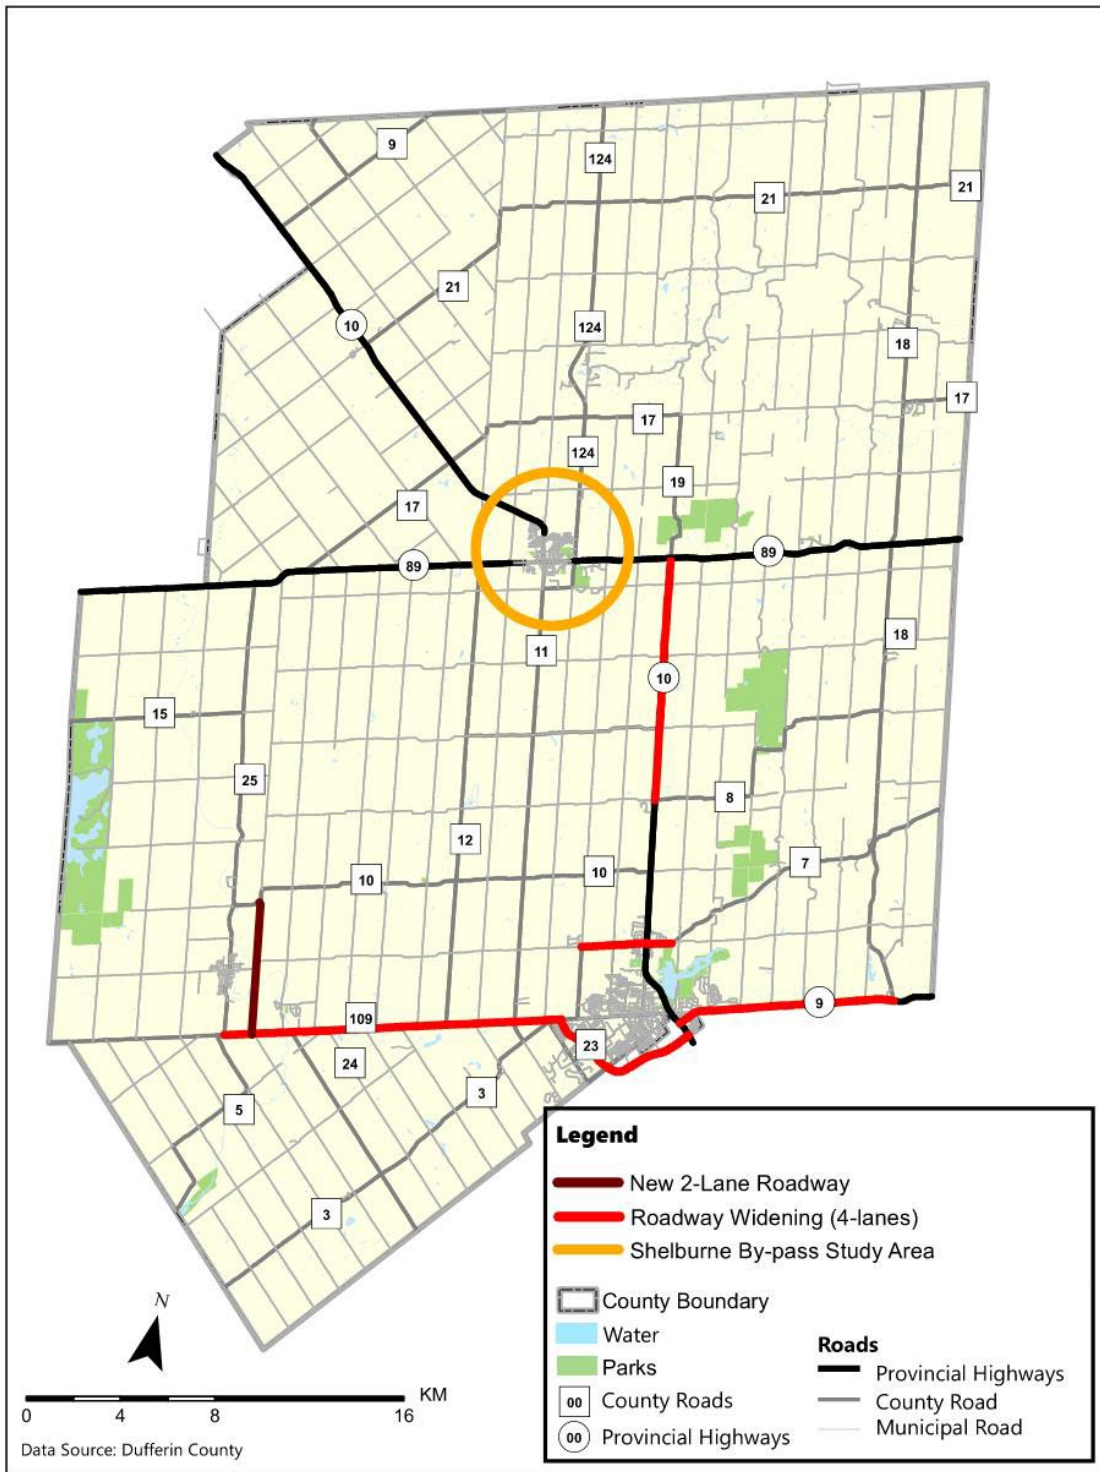 9
124
21
21
21
10
124
18
17
17
124
19
17
89
89
18
11
10
15
25
8
12
7
10
10
9
109
23
24
3
5
3
Legend
New 2-Lane Roadway
Roadway Widening (4-lanes)
Shelburne By-pass Study Area
County Boundary
Water
Parks
00 County Roads
00 Provincial Highways
Roads
Provincial Highways
County Road
Municipal Road
N
KM
0 4 8 16
Data Source: Dufferin County